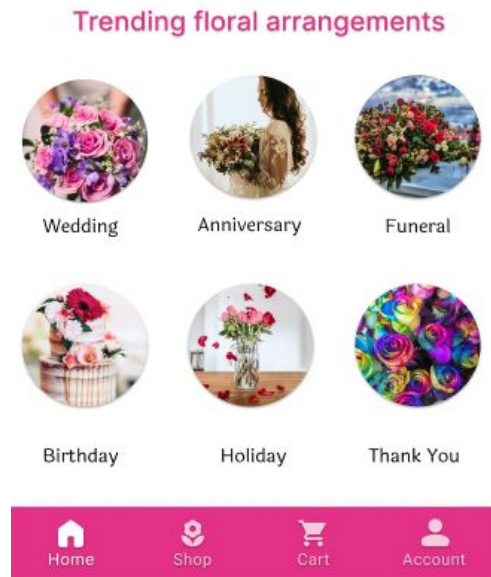 Trending floral arrangements
Wedding Anniversary Funeral
Birthday Holiday Thank You
Home Shop Cart Account